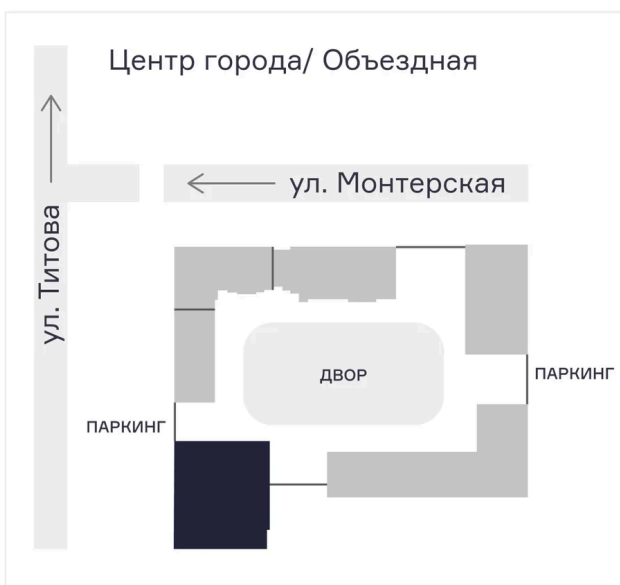 Центр города/ Объездная
ул. Монтерская
ул. Титова
ДВОР
ПАРКИНГ
ПАРКИНГ